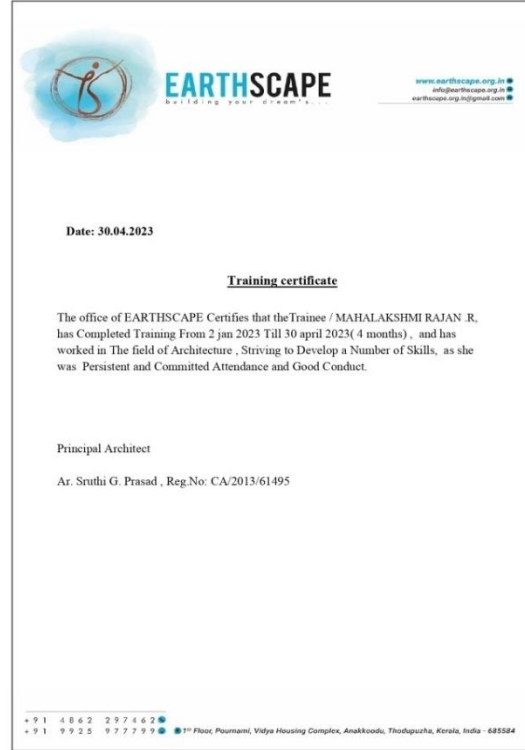 EARTHSCAPE
building your dream's...
www.earthscape.org.in
info@earthscape.org.in
earthscape.org.in@gmail.com
Date: 30.04.2023
Training certificate
The office of EARTHSCAPE Certifies that theTrainee / MAHALAKSHMI RAJAN .R,
has Completed Training From 2 jan 2023 Till 30 april 2023( 4 months) , and has
worked in The field of Architecture , Striving to Develop a Number of Skills, as she
was Persistent and Committed Attendance and Good Conduct.
Principal Architect
Ar. Sruthi G. Prasad , Reg.No: CA/2013/61495
+91 4862 297462
+91 9925 977799
1st Floor, Pournami, Vidya Housing Complex, Anakkoodu, Thodupuzha, Kerala, India - 685584